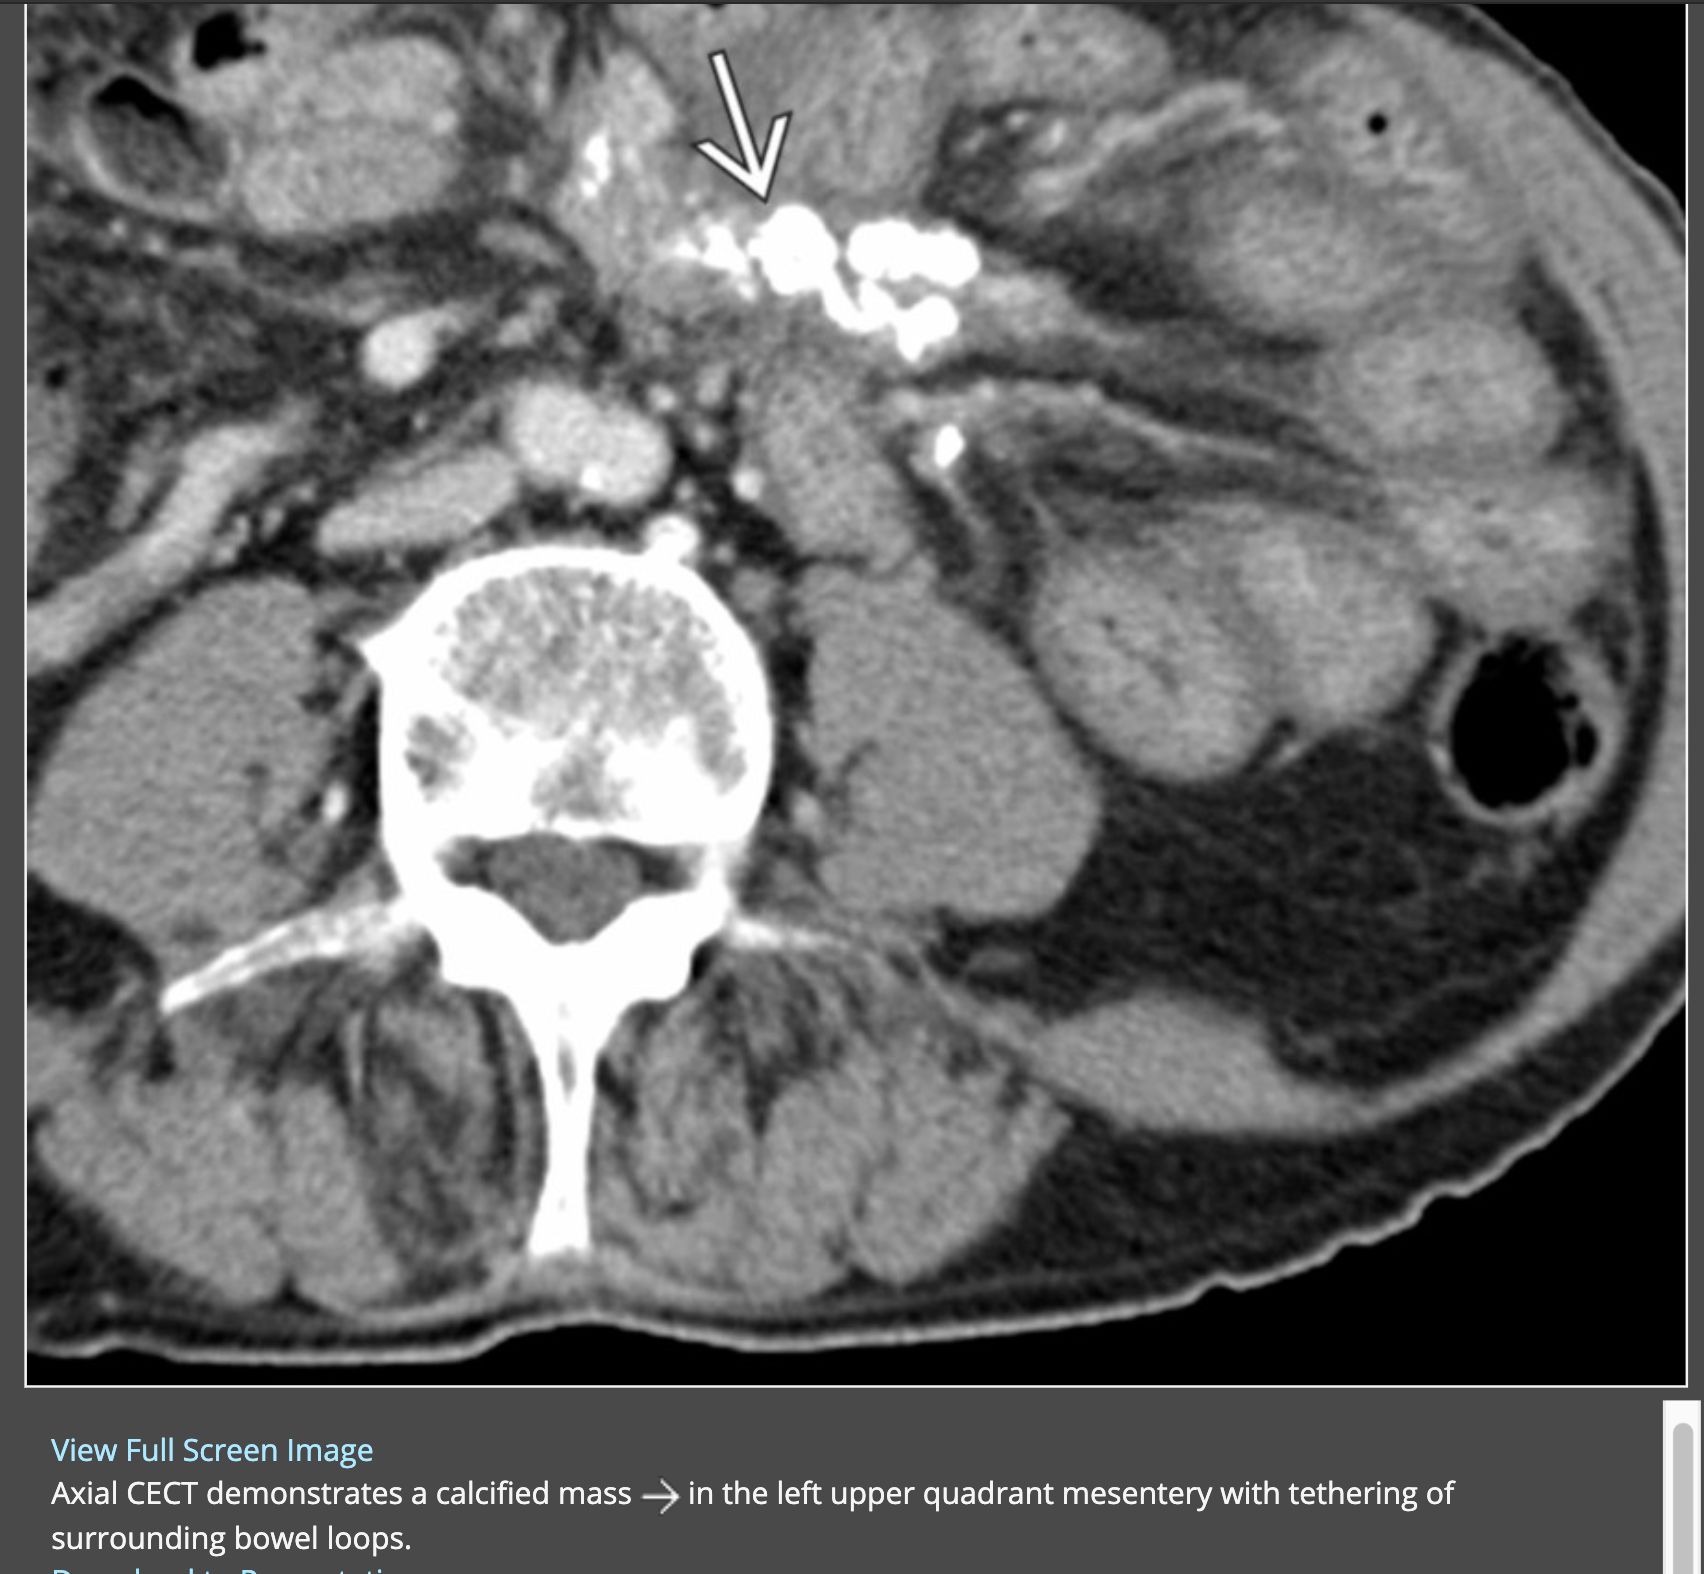 View Full Screen Image
Axial CECT demonstrates a calcified mass → in the left upper quadrant mesentery with tethering of
surrounding bowel loops.